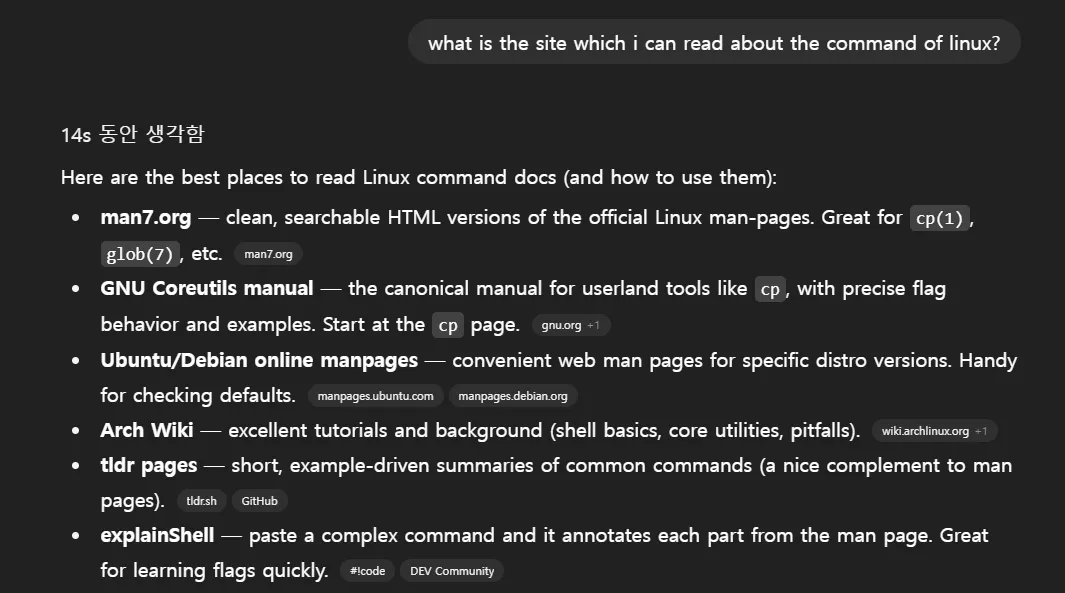 what is the site which i can read about the command of linux?
14s 동안 생각함
Here are the best places to read Linux command docs (and how to use them):
• man7.org — clean, searchable HTML versions of the official Linux man-pages. Great for cp(1),
glob(7), etc. man7.org
• GNU Coreutils manual — the canonical manual for userland tools like cp, with precise flag
behavior and examples. Start at the cp page. gnu.org +1
• Ubuntu/Debian online manpages — convenient web man pages for specific distro versions. Handy
for checking defaults. manpages.ubuntu.com manpages.debian.org
• Arch Wiki — excellent tutorials and background (shell basics, core utilities, pitfalls). wiki.archlinux.org +1
• tldr pages — short, example-driven summaries of common commands (a nice complement to man
pages). tldr.sh GitHub
• explainShell — paste a complex command and it annotates each part from the man page. Great
for learning flags quickly. #!code DEV Community